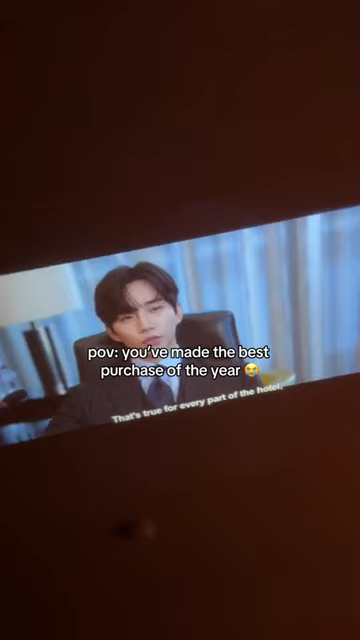 pov: you've made the best
purchase of the year 😭
That's true for every part of the hotel.